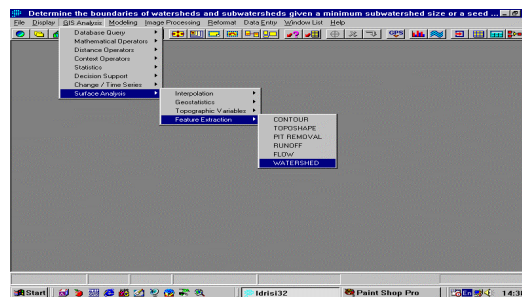 Determine the boundaries of watersheds and subwatersheds given a minimum subwatershed size or a seed ...
File Display GIS Analysis Modeling Image Processing Reformat Data Entry Window List Help
Database Query
Mathematical Operators
Distance Operators
Context Operators
Statistics
Decision Support
Change / Time Series
Surface Analysis
Interpolation
Geostatistics
Topographic Variables
Feature Extraction
CONTOUR
TOPOSHAPE
PIT REMOVAL
RUNOFF
FLOW
WATERSHED
GPS
Start Idrisi32 Paint Shop Pro En